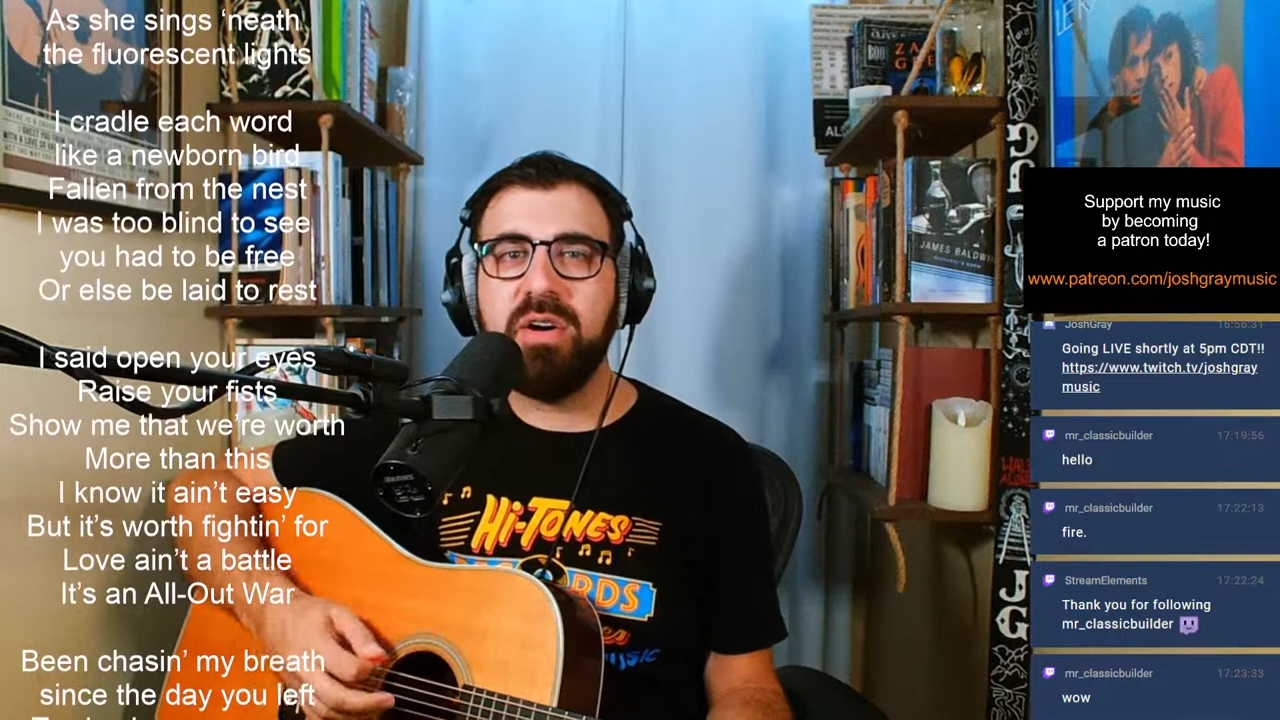 As she sings ‘neath
the fluorescent lights
I cradle each word
like a newborn bird
Fallen from the nest
I was too blind to see
you had to be free
Or else be laid to rest
I said open your eyes
Raise your fists
Show me that we’re worth
More than this
I know it ain’t easy
But it’s worth fightin’ for
Love ain’t a battle
It’s an All-Out War
Been chasin’ my breath
since the day you left
JAMES BALDWIN
Hi-TONES
RDS
Support my music
by becoming
a patron today!
www.patreon.com/joshgraymusic
JoshGray 16:56:31
Going LIVE shortly at 5pm CDT!!
https://www.twitch.tv/joshgray
music
mr_classicbuilder 17:19:56
hello
mr_classicbuilder 17:22:13
fire.
StreamElements 17:22:24
Thank you for following
mr_classicbuilder
mr_classicbuilder 17:23:33
wow